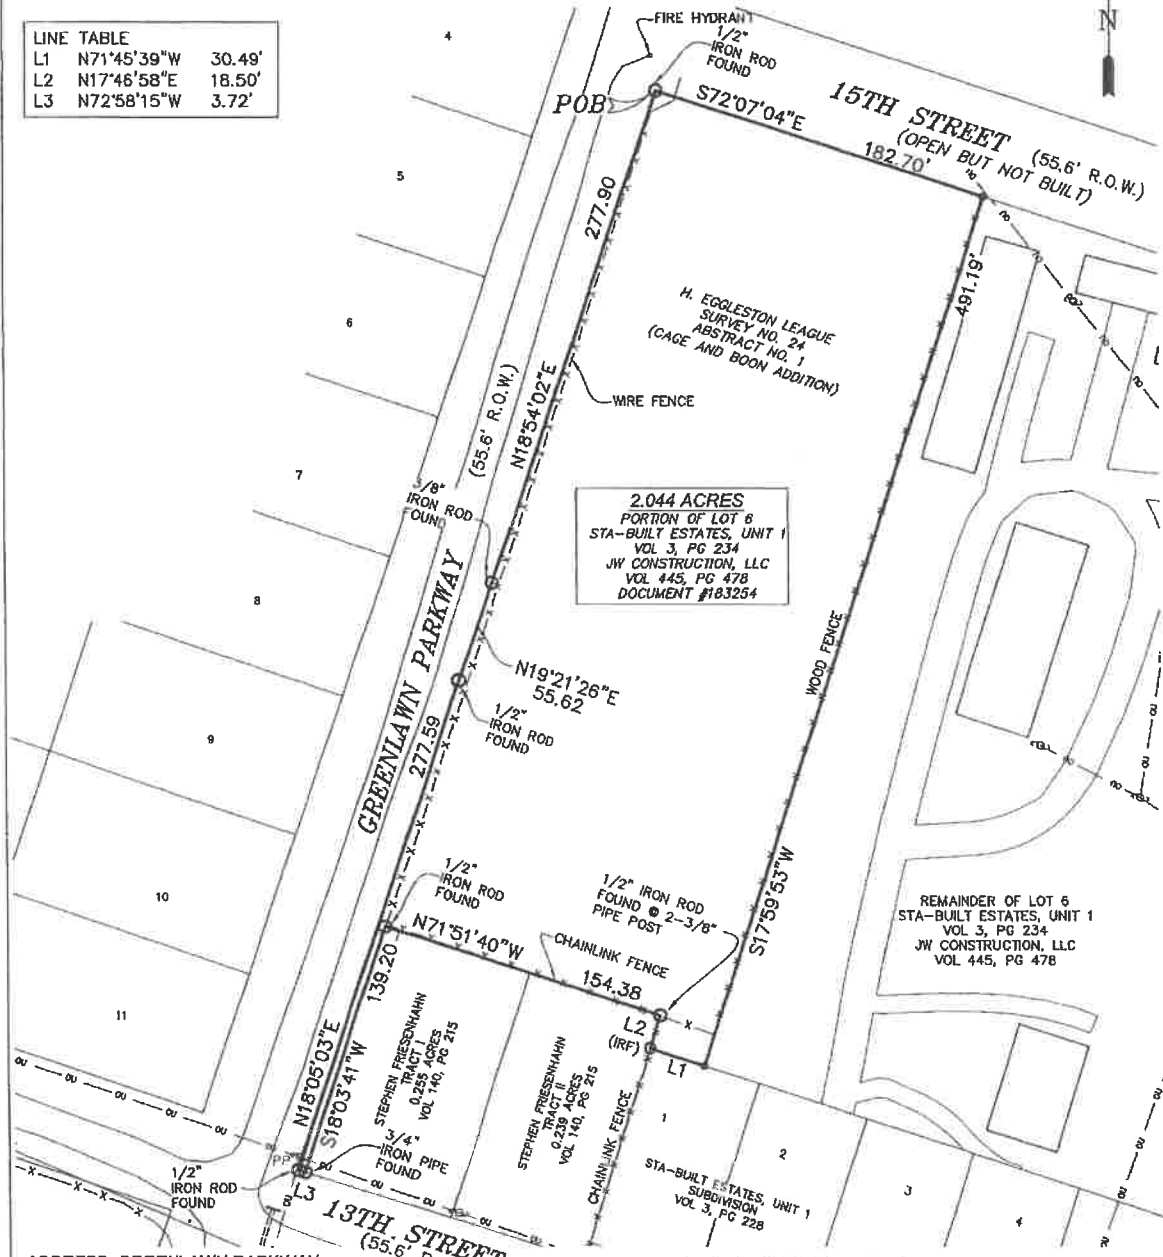 LINE TABLE
L1 N71°45'39"W 30.49'
L2 N17°46'58"E 18.50'
L3 N72°58'15"W 3.72'
FIRE HYDRANT
1/2"
IRON ROD
FOUND
N
POB
S72°07'04"E
182.70'
15TH STREET
(55.6' R.O.W.)
(OPEN BUT NOT BUILT)
4
5
6
7
8
9
10
11
277.90
N18°54'02"E
(55.6' R.O.W.)
491.19'
H. EGGLESTON LEAGUE
SURVEY NO. 24
ABSTRACT NO. 1
(CAGE AND BOON ADDITION)
WIRE FENCE
5/8"
IRON ROD
FOUND
2.044 ACRES
PORTION OF LOT 6
STA-BUILT ESTATES, UNIT 1
VOL 3, PG 234
JW CONSTRUCTION, LLC
VOL 445, PG 478
DOCUMENT #183254
GREENLAWN PARKWAY
N19°21'26"E
55.62
1/2"
IRON ROD
FOUND
277.59
WOOD FENCE
S17°59'53"W
1/2"
IRON ROD
FOUND
1/2" IRON ROD
FOUND @ 2-3/8"
PIPE POST
N71°51'40"W
CHAINLINK FENCE
154.38
REMAINDER OF LOT 6
STA-BUILT ESTATES, UNIT 1
VOL 3, PG 234
JW CONSTRUCTION, LLC
VOL 445, PG 478
139.20
N18°05'03"E
S18°03'41"W
STEPHEN FRIESENHAHN
TRACT I
0.255 ACRES
VOL 140, PG 215
STEPHEN FRIESENHAHN
TRACT II
0.239 ACRES
VOL 140, PG 215
L2
(IRF)
L1
CHAINLINK FENCE
1
2
3
4
STA-BUILT ESTATES, UNIT 1
SUBDIVISION
VOL 3, PG 228
PP
3/4"
IRON PIPE
FOUND
1/2"
IRON ROD
FOUND
L3
13TH STREET
(55.6'